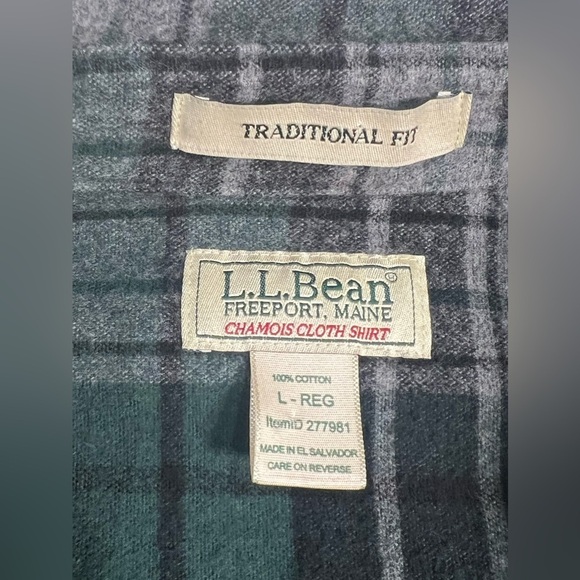 TRADITIONAL FIT
L.L.Bean®
FREEPORT, MAINE
CHAMOIS CLOTH SHIRT
100% COTTON
L - REG
ItemID 277981
MADE IN EL SALVADOR
CARE ON REVERSE